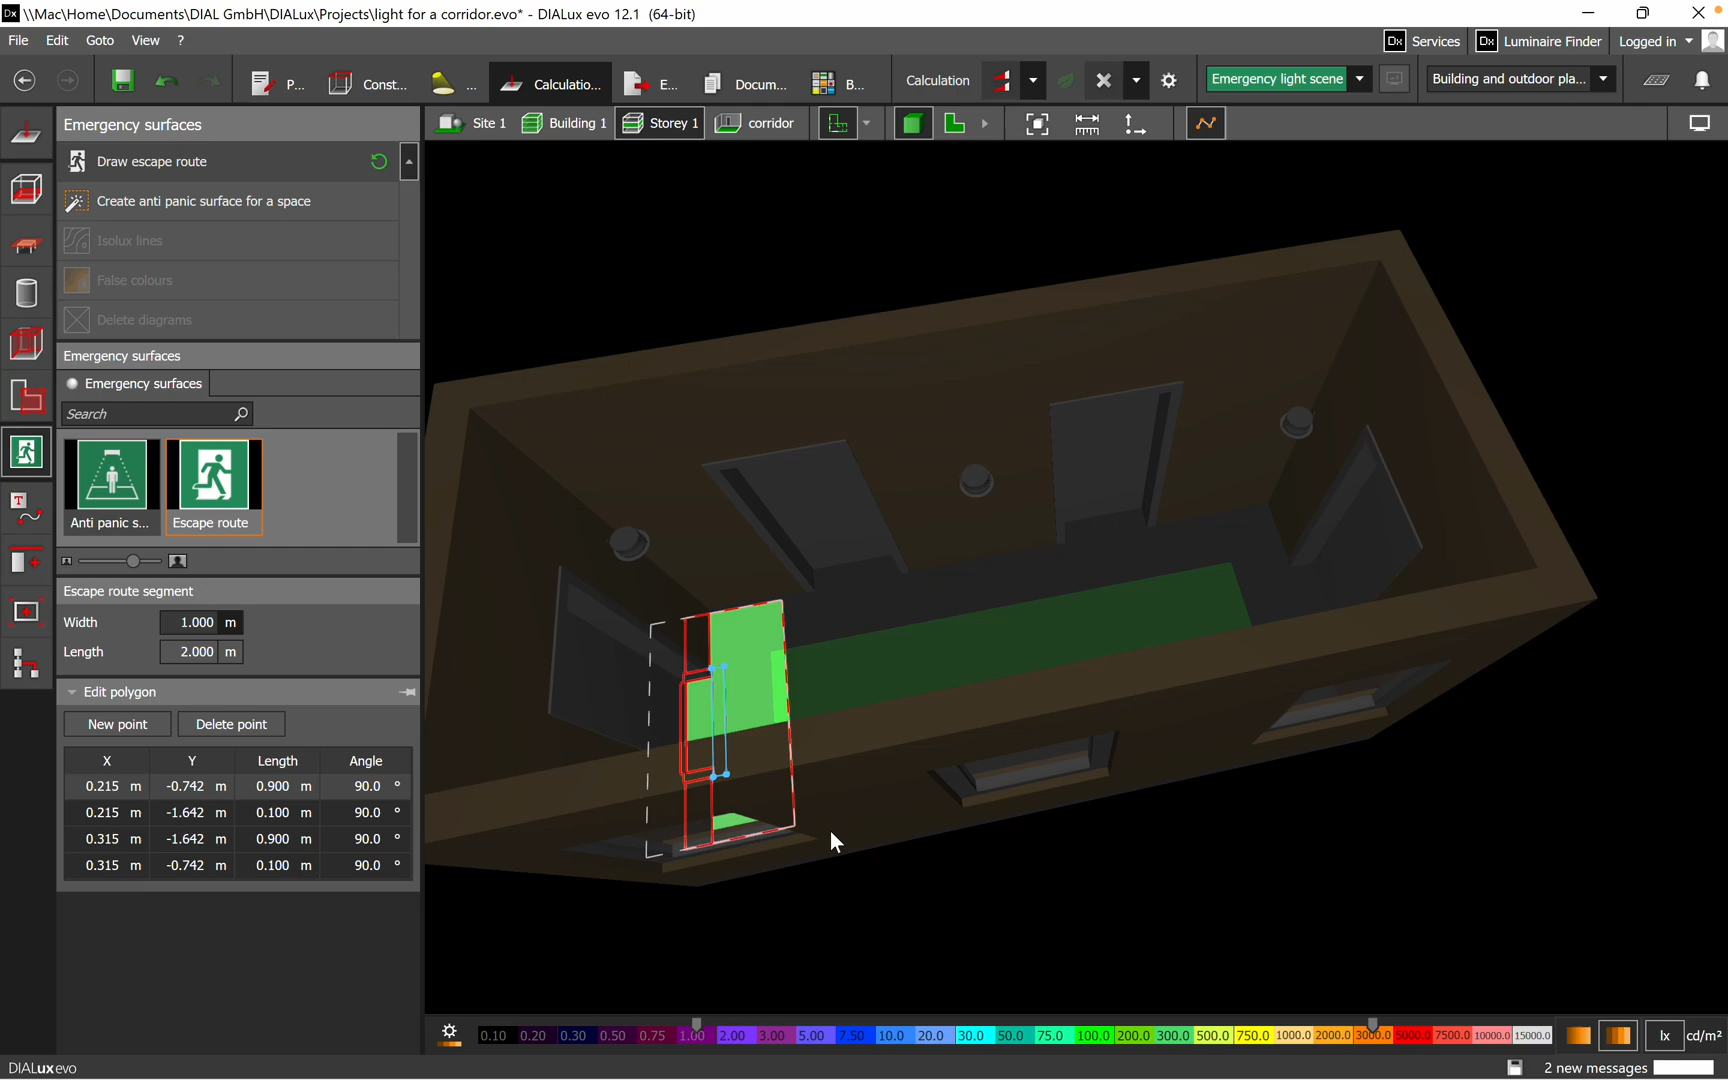 \\Mac\Home\Documents\DIAL GmbH\DIALux\Projects\light for a corridor.evo* - DIALux evo 12.1  (64-bit)
File Edit Goto View ?
Services Luminaire Finder Logged in
P... Const... ... Calculatio... E... Docum... B... Calculation Emergency light scene Building and outdoor pla...
Emergency surfaces
Site 1 Building 1 Storey 1 corridor
Draw escape route
Create anti panic surface for a space
Isolux lines
False colours
Delete diagrams
Emergency surfaces
Emergency surfaces
Search
Anti panic s... Escape route
Escape route segment
Width 1.000 m
Length 2.000 m
Edit polygon
New point Delete point
X Y Length Angle
0.215 m -0.742 m 0.900 m 90.0 °
0.215 m -1.642 m 0.100 m 90.0 °
0.315 m -1.642 m 0.900 m 90.0 °
0.315 m -0.742 m 0.100 m 90.0 °
0.10 0.20 0.30 0.50 0.75 1.00 2.00 3.00 5.00 7.50 10.0 20.0 30.0 50.0 75.0 100.0 200.0 300.0 500.0 750.0 1000.0 2000.0 3000.0 5000.0 7500.0 10000.0 15000.0 lx cd/m²
DIALux evo 2 new messages